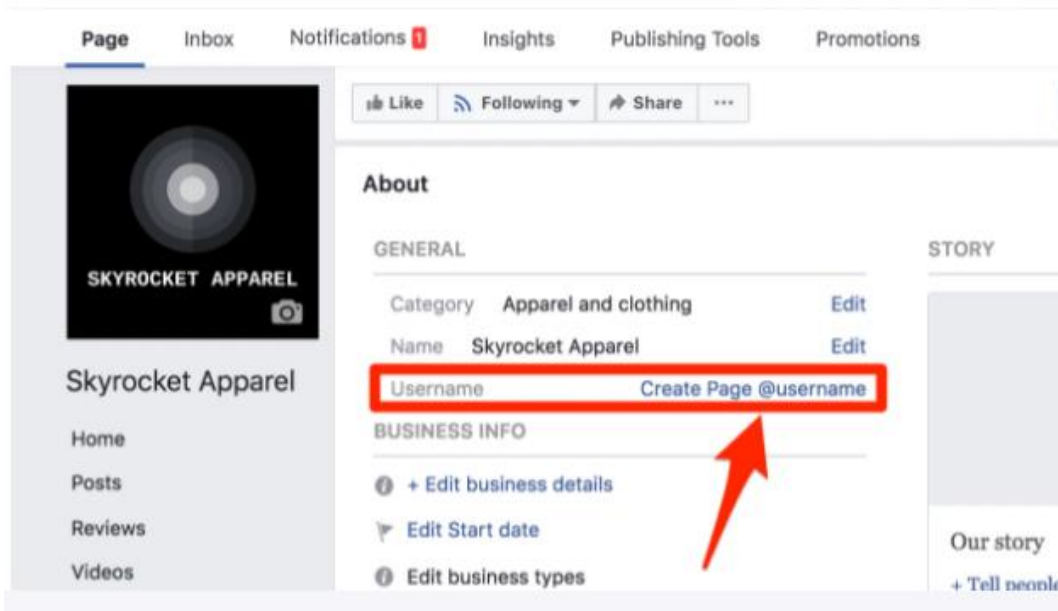 Page Inbox Notifications 1 Insights Publishing Tools Promotions
Like Following Share ...
SKYROCKET APPAREL
Skyrocket Apparel
Home
Posts
Reviews
Videos
About
GENERAL
Category Apparel and clothing Edit
Name Skyrocket Apparel Edit
Username Create Page @username
BUSINESS INFO
+ Edit business details
Edit Start date
Edit business types
STORY
Our story
+ Tell people